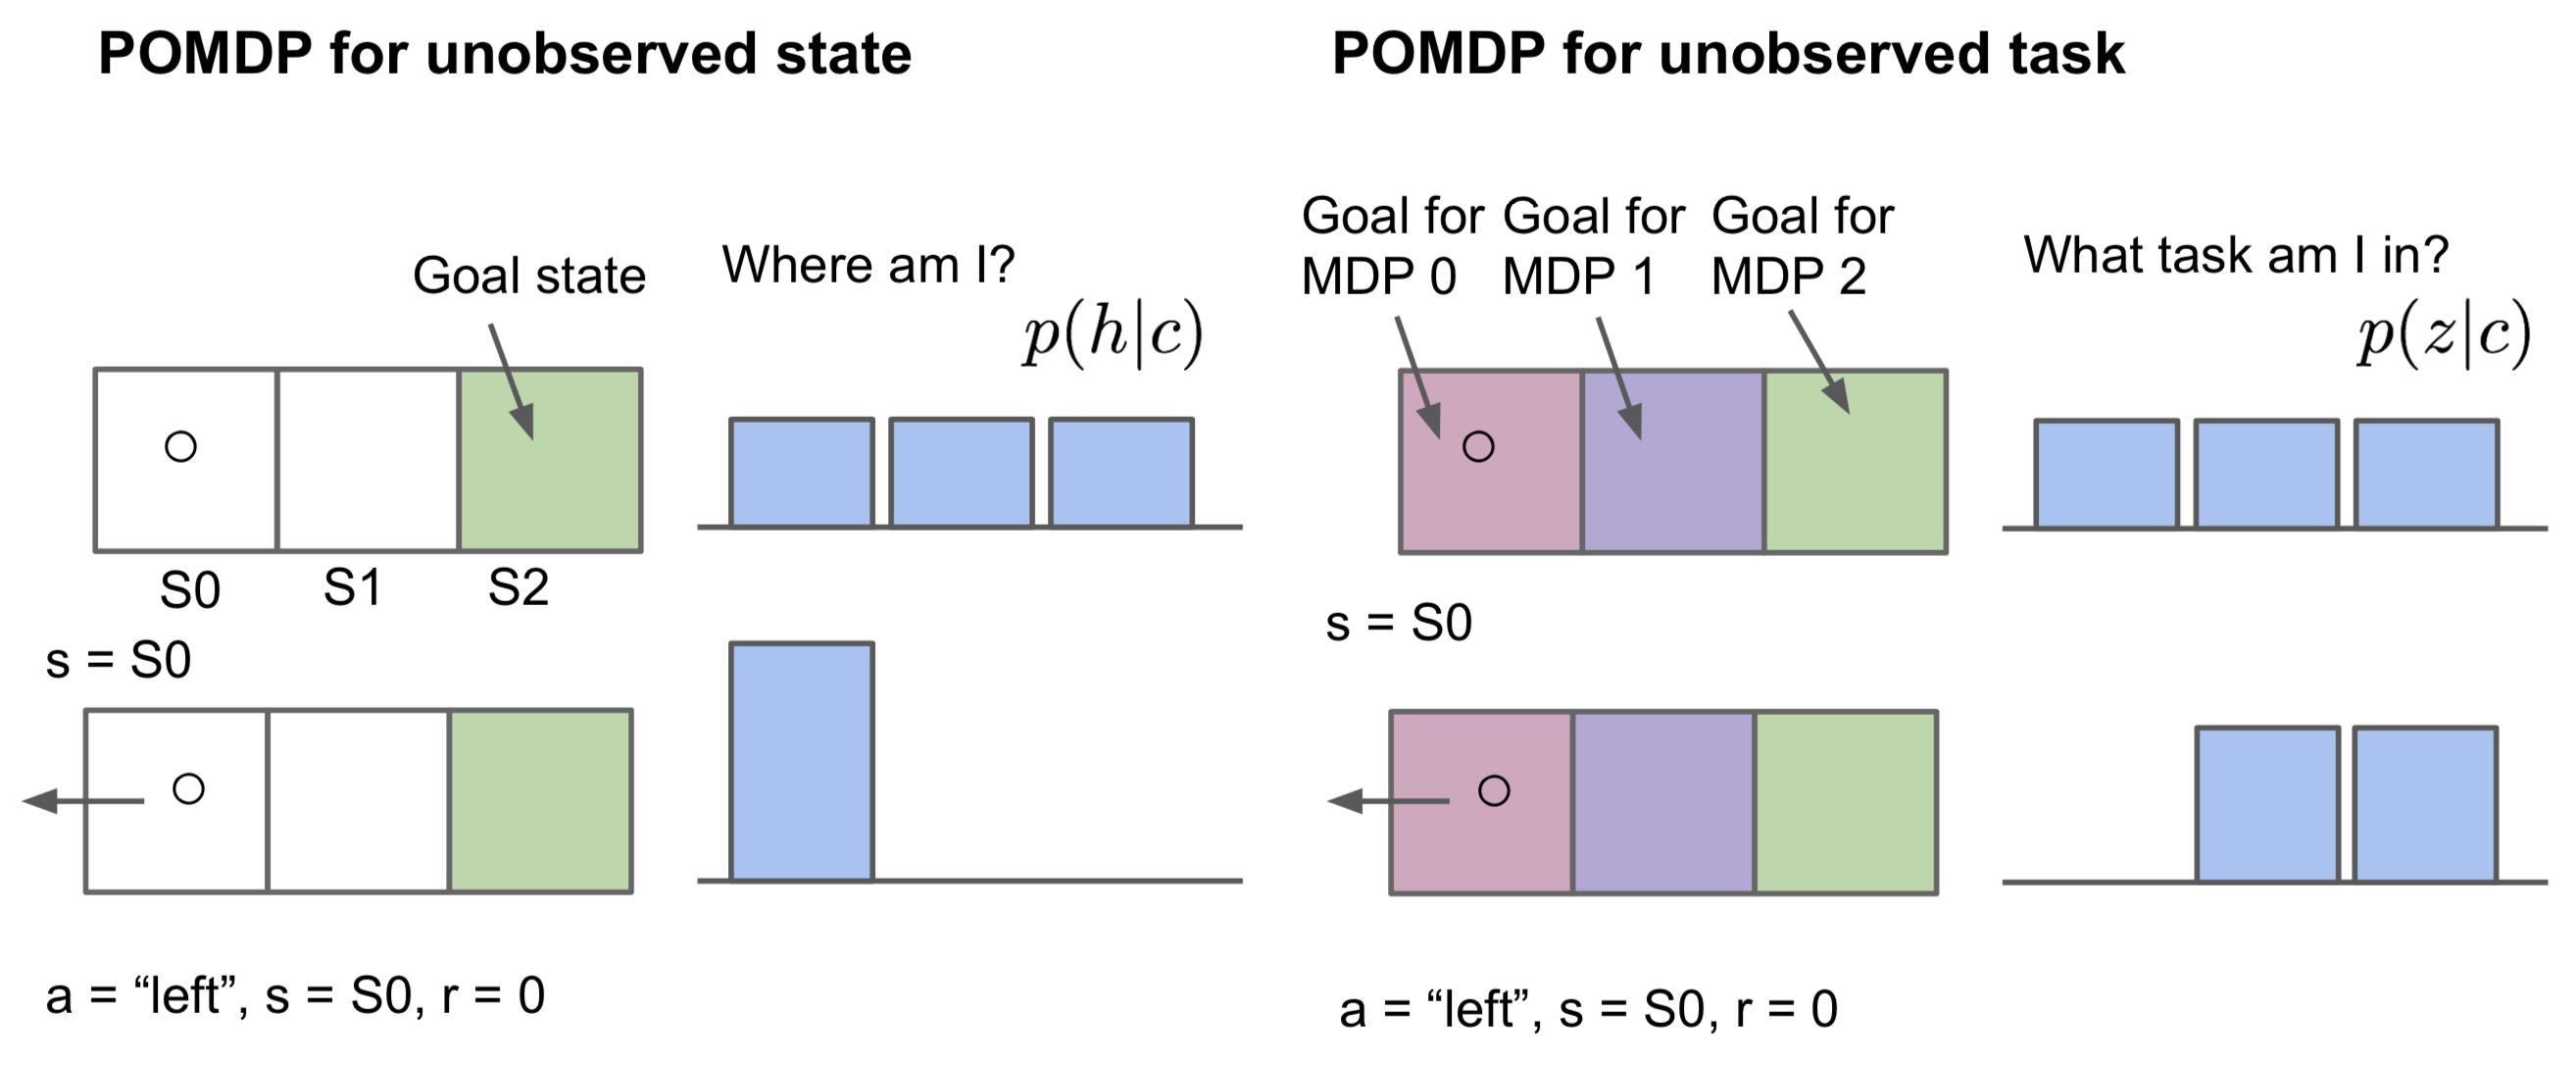 POMDP for unobserved state
Goal state
Where am I?
p(h|c)
S0 S1 S2
s = S0
a = “left”, s = S0, r = 0
POMDP for unobserved task
Goal for Goal for Goal for
MDP 0 MDP 1 MDP 2
What task am I in?
p(z|c)
s = S0
a = “left”, s = S0, r = 0